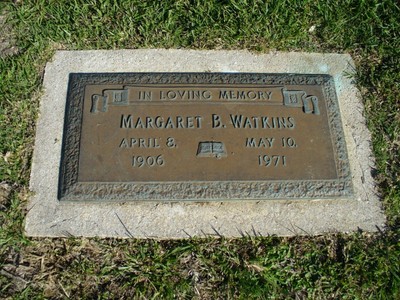 IN LOVING MEMORY
MARGARET B. WATKINS
APRIL 8, MAY 10,
1906 1971